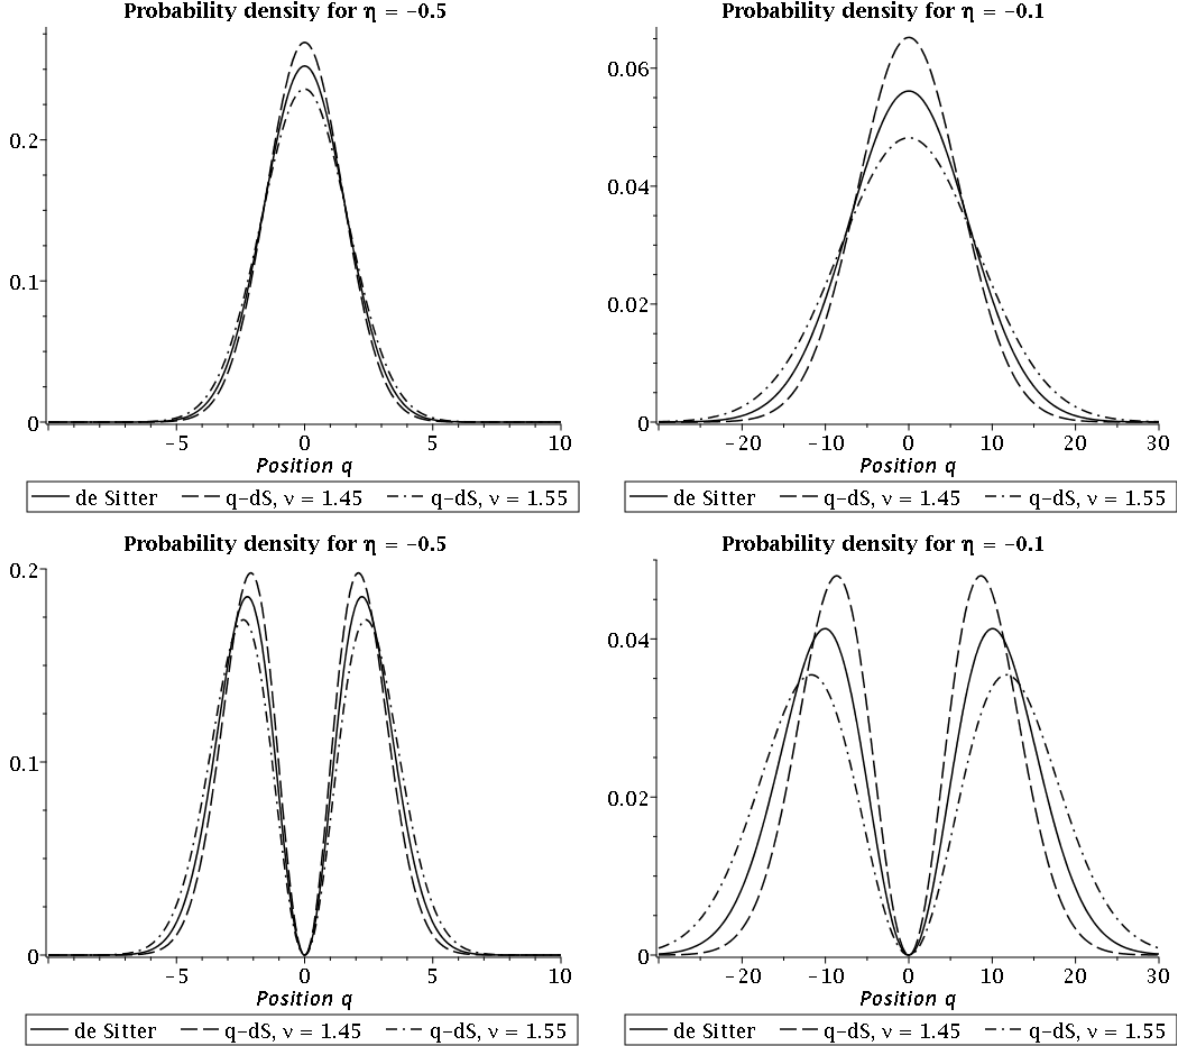 Probability density for η = −0.5
0.2
0.1
0
−5
0
5
10
Position q
de Sitter
q-dS, ν = 1.45
q-dS, ν = 1.55
Probability density for η = −0.1
0.06
0.04
0.02
0
−20
−10
0
10
20
30
Position q
de Sitter
q-dS, ν = 1.45
q-dS, ν = 1.55
Probability density for η = −0.5
0.2
0.1
0
−5
0
5
10
Position q
de Sitter
q-dS, ν = 1.45
q-dS, ν = 1.55
Probability density for η = −0.1
0.04
0.02
0
−20
−10
0
10
20
30
Position q
de Sitter
q-dS, ν = 1.45
q-dS, ν = 1.55